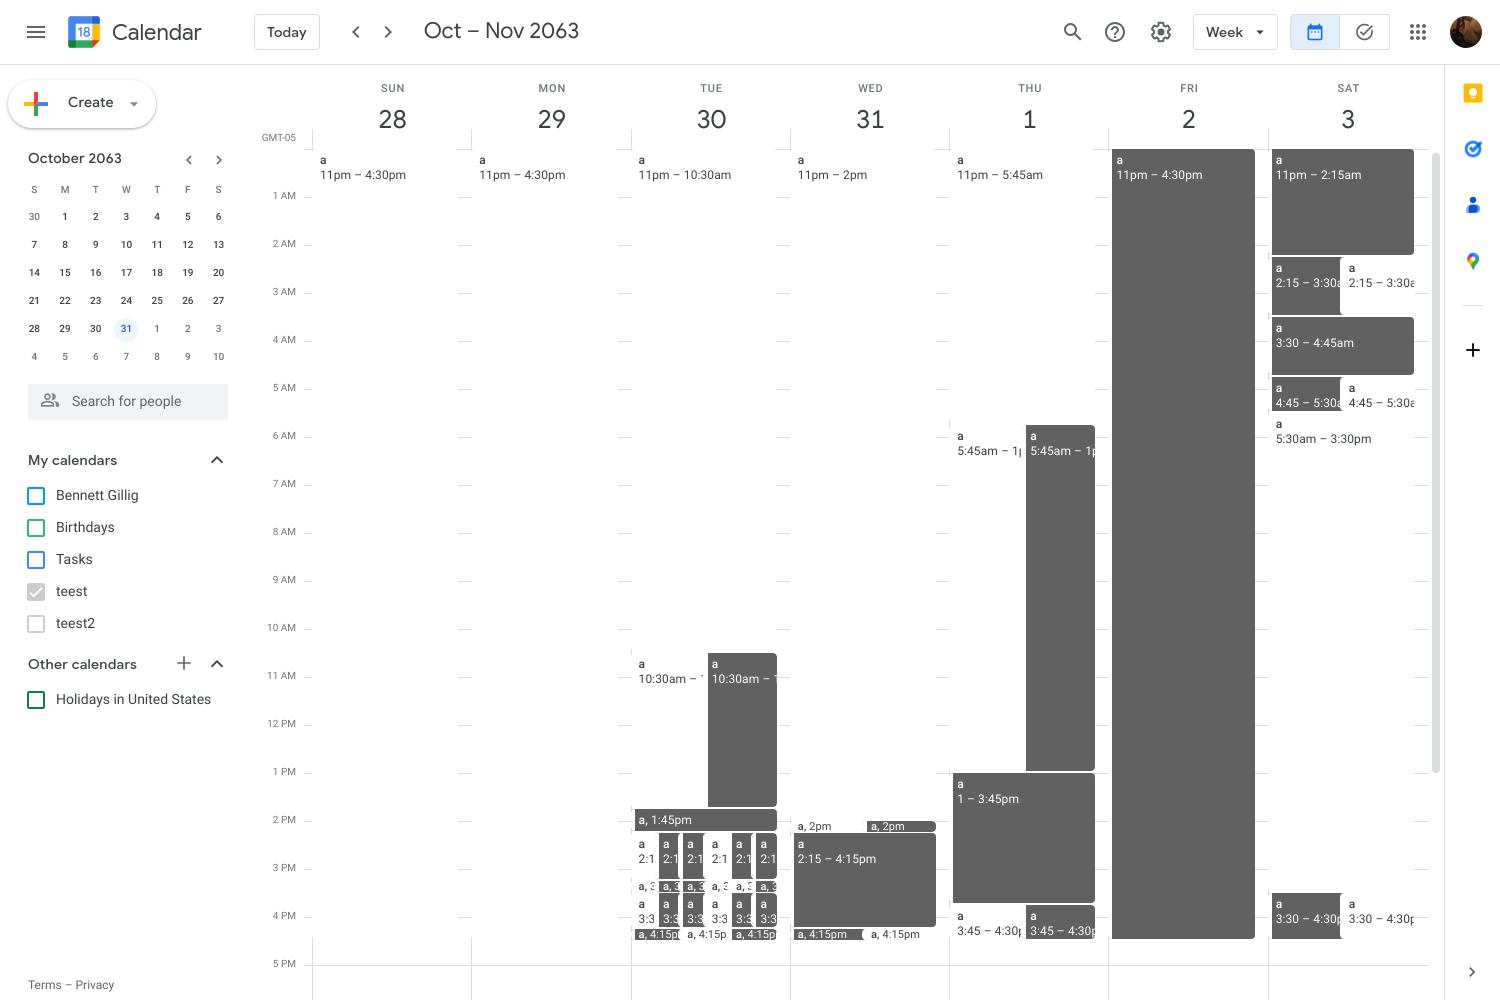 18 Calendar Today Oct – Nov 2063 Week
Create
October 2063
S M T W T F S
30 1 2 3 4 5 6
7 8 9 10 11 12 13
14 15 16 17 18 19 20
21 22 23 24 25 26 27
28 29 30 31 1 2 3
4 5 6 7 8 9 10
Search for people
My calendars
Bennett Gillig
Birthdays
Tasks
teest
teest2
Other calendars
Holidays in United States
Terms – Privacy
SUN MON TUE WED THU FRI SAT
28 29 30 31 1 2 3
GMT-05
1 AM
2 AM
3 AM
4 AM
5 AM
6 AM
7 AM
8 AM
9 AM
10 AM
11 AM
12 PM
1 PM
2 PM
3 PM
4 PM
5 PM
a
11pm – 4:30pm
a
11pm – 4:30pm
a
11pm – 10:30am
a
10:30am –
a
10:30am –
a, 1:45pm
a a a a a a
2:1 2:1 2:1 2:1 2:1 2:1
a, 3 a, 3 a, 3 a, 3 a, 3 a, 3
a a a a a a
3:3 3:3 3:3 3:3 3:3 3:3
a, 4:15p a, 4:15p a, 4:15p
a
11pm – 2pm
a, 2pm a, 2pm
a
2:15 – 4:15pm
a, 4:15pm a, 4:15pm
a
11pm – 5:45am
a
5:45am – 1p
a
5:45am – 1p
a
1 – 3:45pm
a
3:45 – 4:30p
a
3:45 – 4:30p
a
11pm – 4:30pm
a
11pm – 2:15am
a
2:15 – 3:30a
a
2:15 – 3:30a
a
3:30 – 4:45am
a
4:45 – 5:30a
a
4:45 – 5:30a
a
5:30am – 3:30pm
a
3:30 – 4:30p
a
3:30 – 4:30p